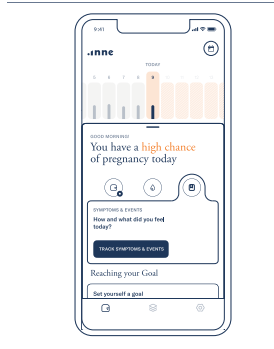 9:41
.inne
TODAY
5 6 7 8 9
GOOD MORNING!
You have a high chance
of pregnancy today
SYMPTOMS & EVENTS
How and what did you feel
today?
TRACK SYMPTOMS & EVENTS
Reaching your Goal
Set yourself a goal